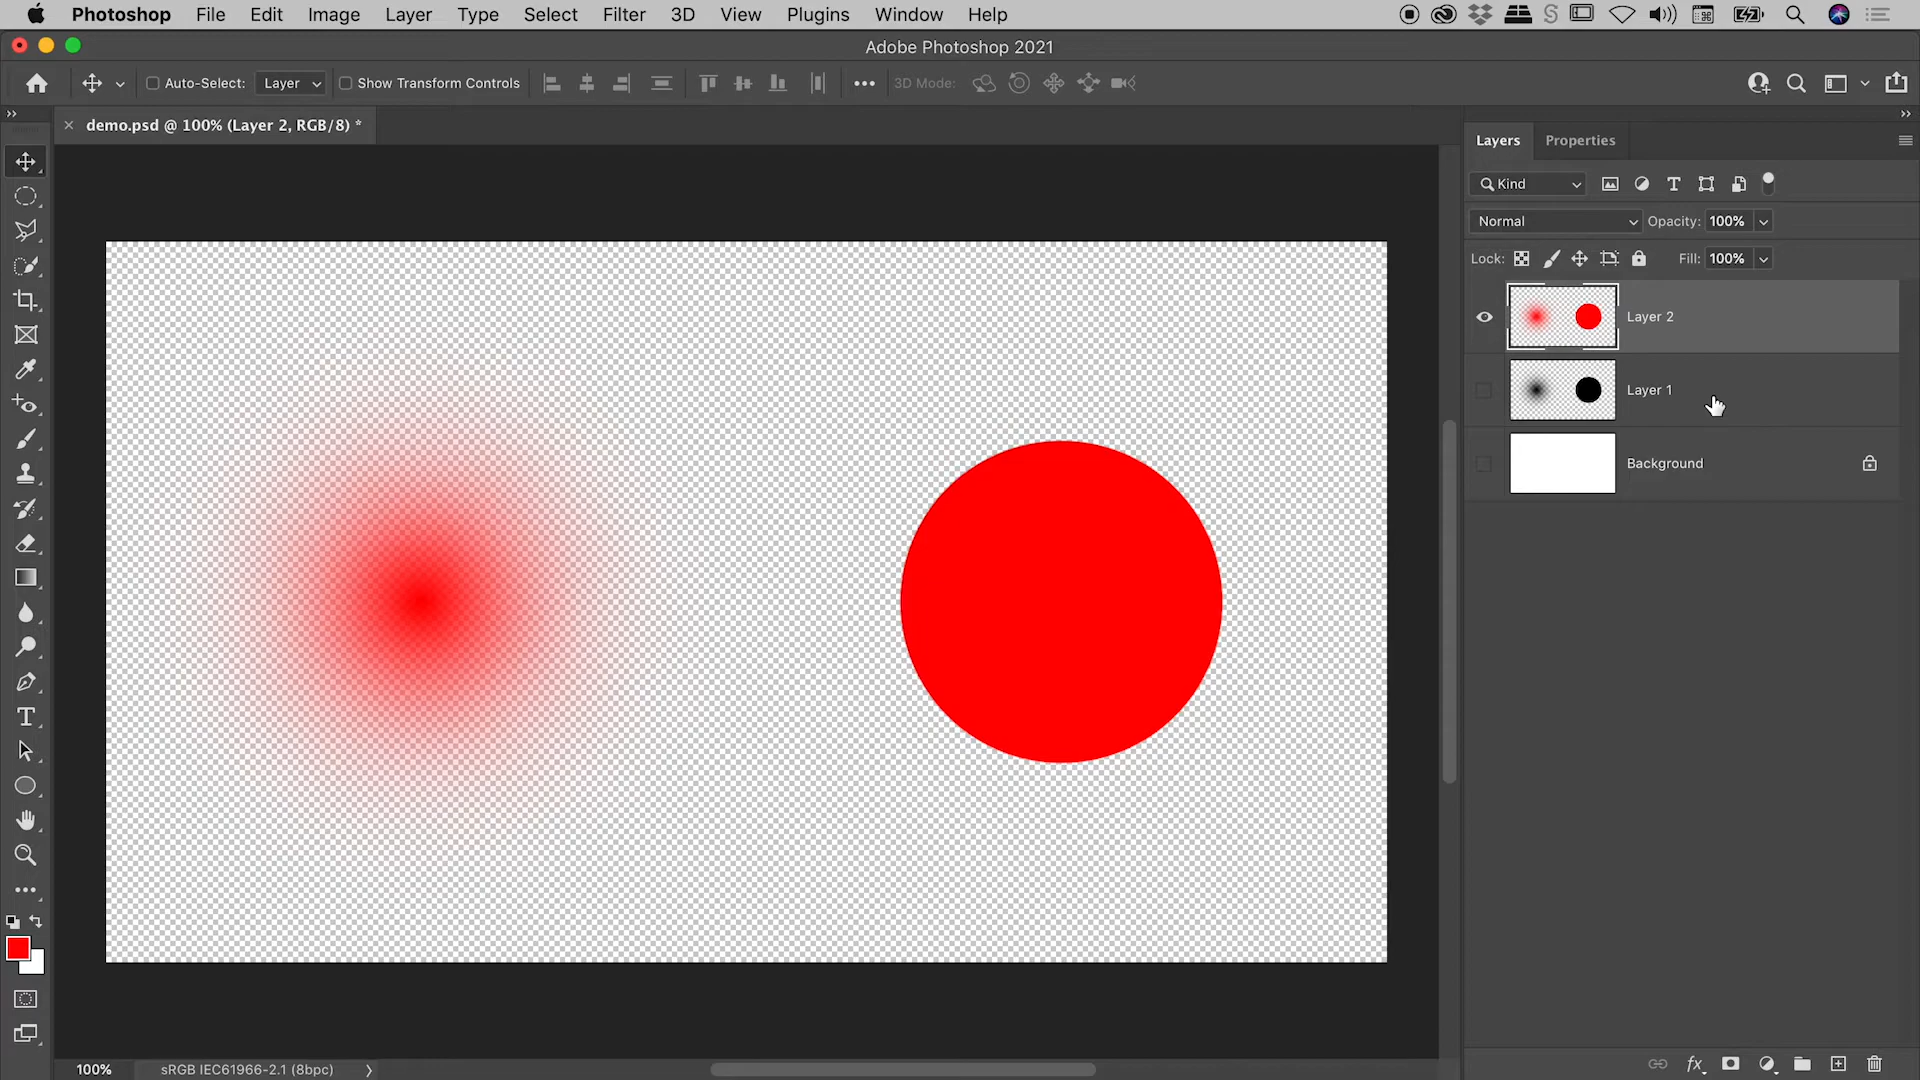 Photoshop File Edit Image Layer Type Select Filter 3D View Plugins Window Help
Adobe Photoshop 2021
Auto-Select: Layer Show Transform Controls 3D Mode:
demo.psd @ 100% (Layer 2, RGB/8) *
Layers Properties
Kind
Normal Opacity: 100%
Lock: Fill: 100%
Layer 2
Layer 1
Background
100% sRGB IEC61966-2.1 (8bpc)
fx